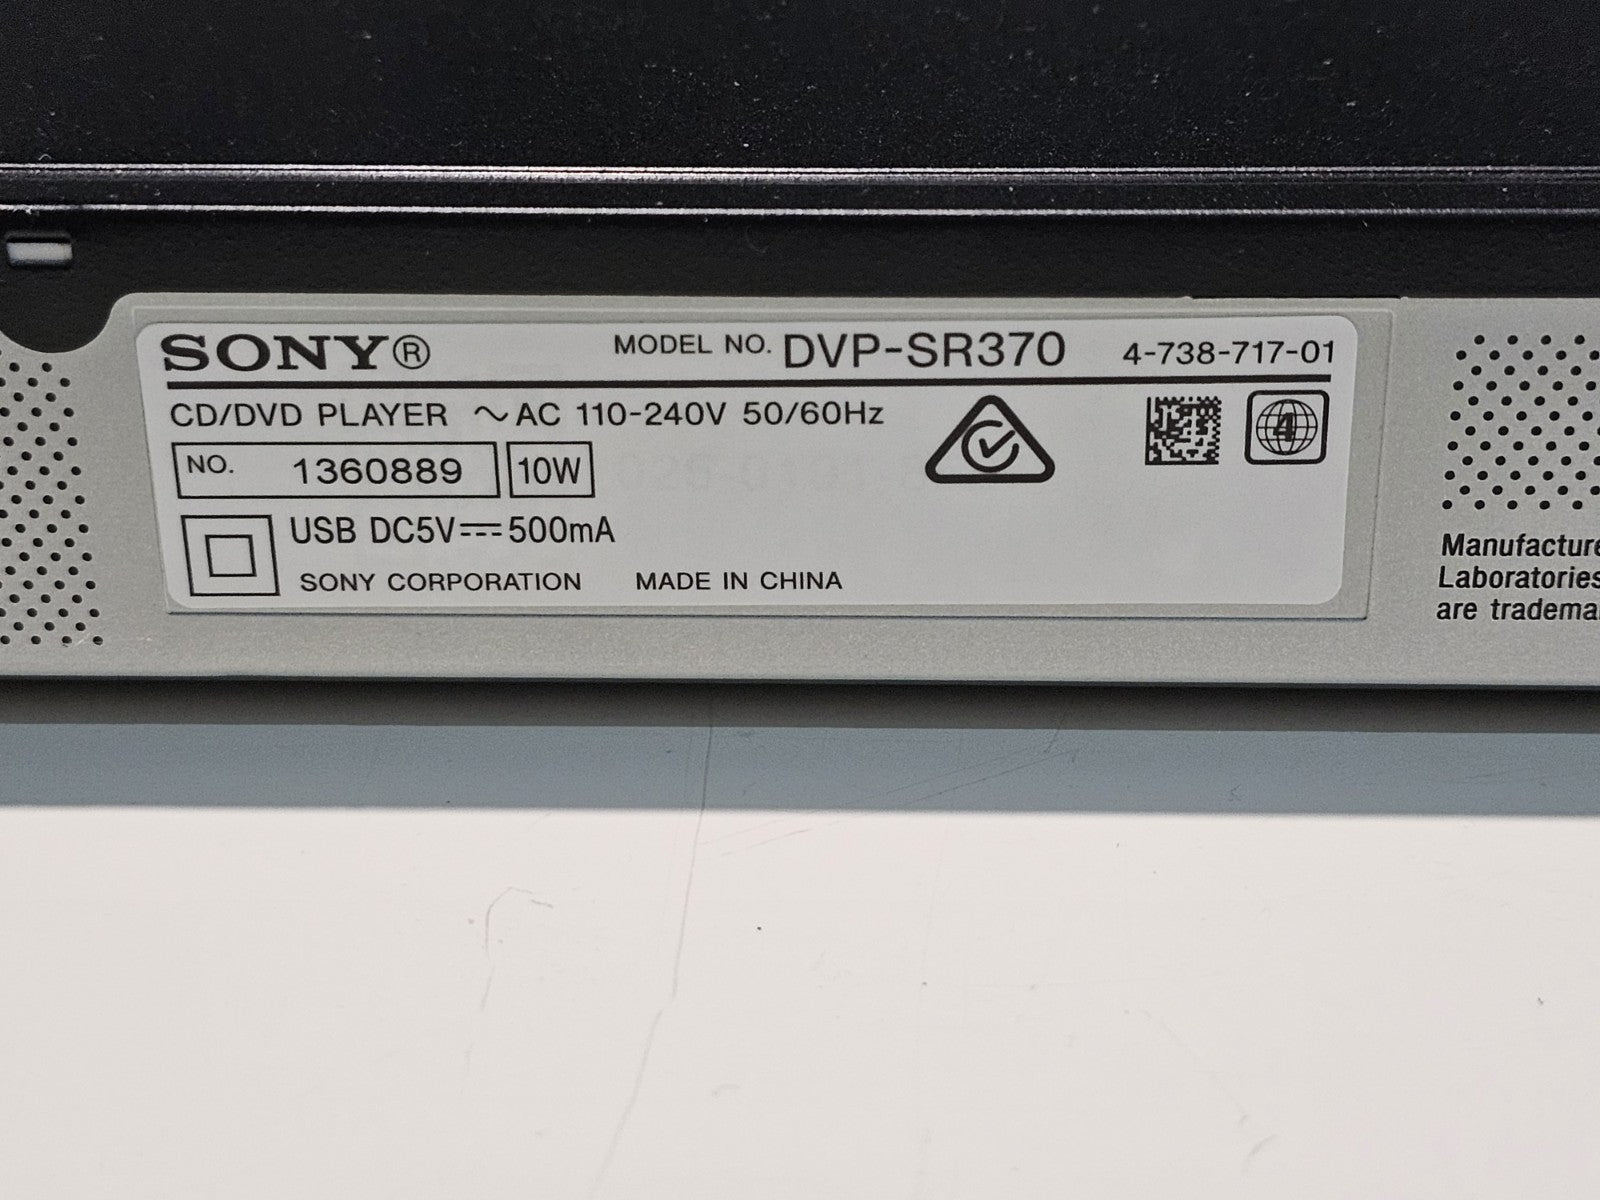 SONY® MODEL NO. DVP-SR370 4-738-717-01
CD/DVD PLAYER ~ AC 110-240V 50/60Hz
4
NO. 1360889 10W
USB DC5V⎓500mA
SONY CORPORATION MADE IN CHINA
Manufacture
Laboratories
are tradema